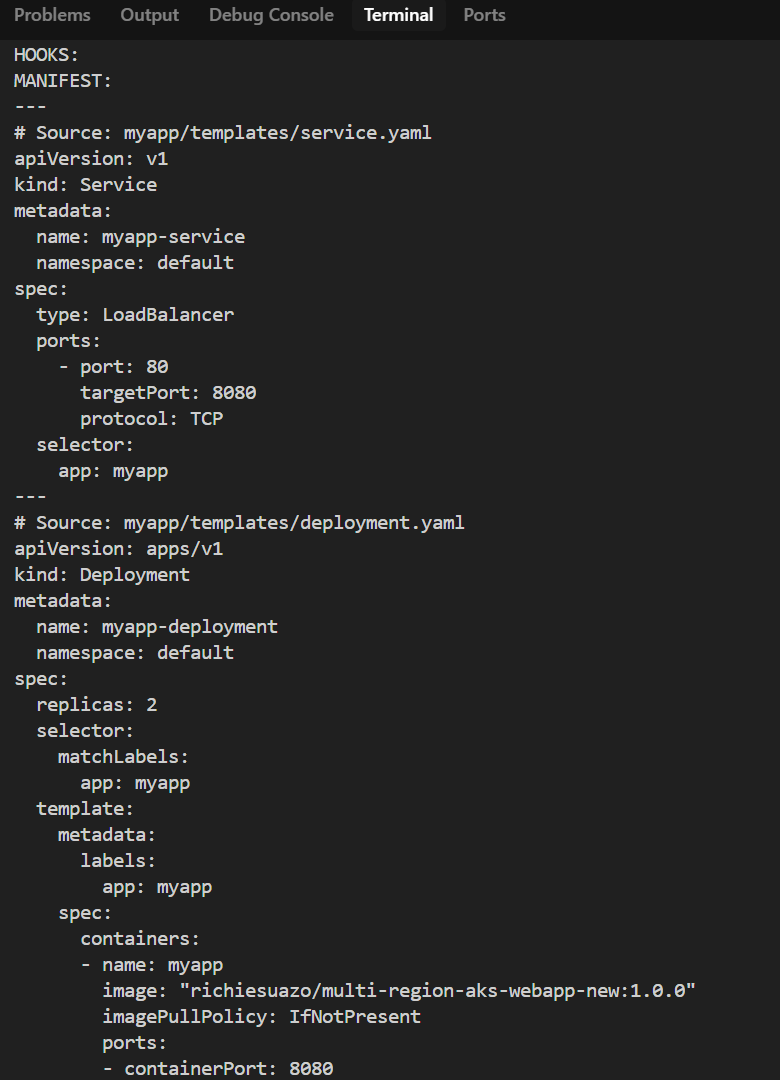 Problems Output Debug Console Terminal Ports
HOOKS:
MANIFEST:
---
# Source: myapp/templates/service.yaml
apiVersion: v1
kind: Service
metadata:
  name: myapp-service
  namespace: default
spec:
  type: LoadBalancer
  ports:
    - port: 80
      targetPort: 8080
      protocol: TCP
  selector:
    app: myapp
---
# Source: myapp/templates/deployment.yaml
apiVersion: apps/v1
kind: Deployment
metadata:
  name: myapp-deployment
  namespace: default
spec:
  replicas: 2
  selector:
    matchLabels:
      app: myapp
  template:
    metadata:
      labels:
        app: myapp
    spec:
      containers:
      - name: myapp
        image: "richiesuazo/multi-region-aks-webapp-new:1.0.0"
        imagePullPolicy: IfNotPresent
        ports:
        - containerPort: 8080